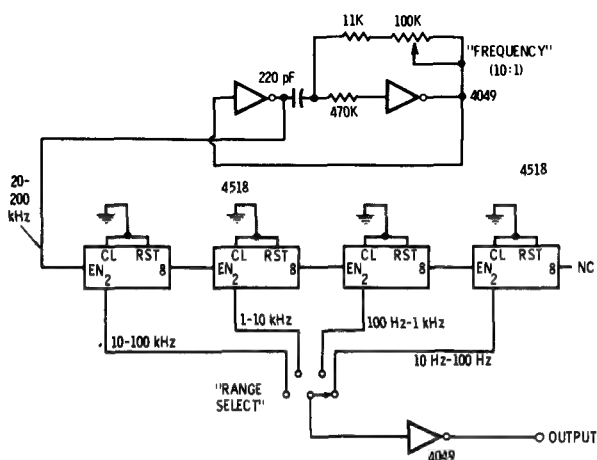 11K
100K
"FREQUENCY"
(10:1)
220 pF
470K
4049
20-
200
kHz
4518
4518
CL RST
CL RST
CL RST
CL RST
EN 2 8
EN 2 8
EN 2 8
EN 2 8
NC
1-10 kHz
100 Hz-1 kHz
10-100 kHz
10 Hz-100 Hz
"RANGE
SELECT"
OUTPUT
4049